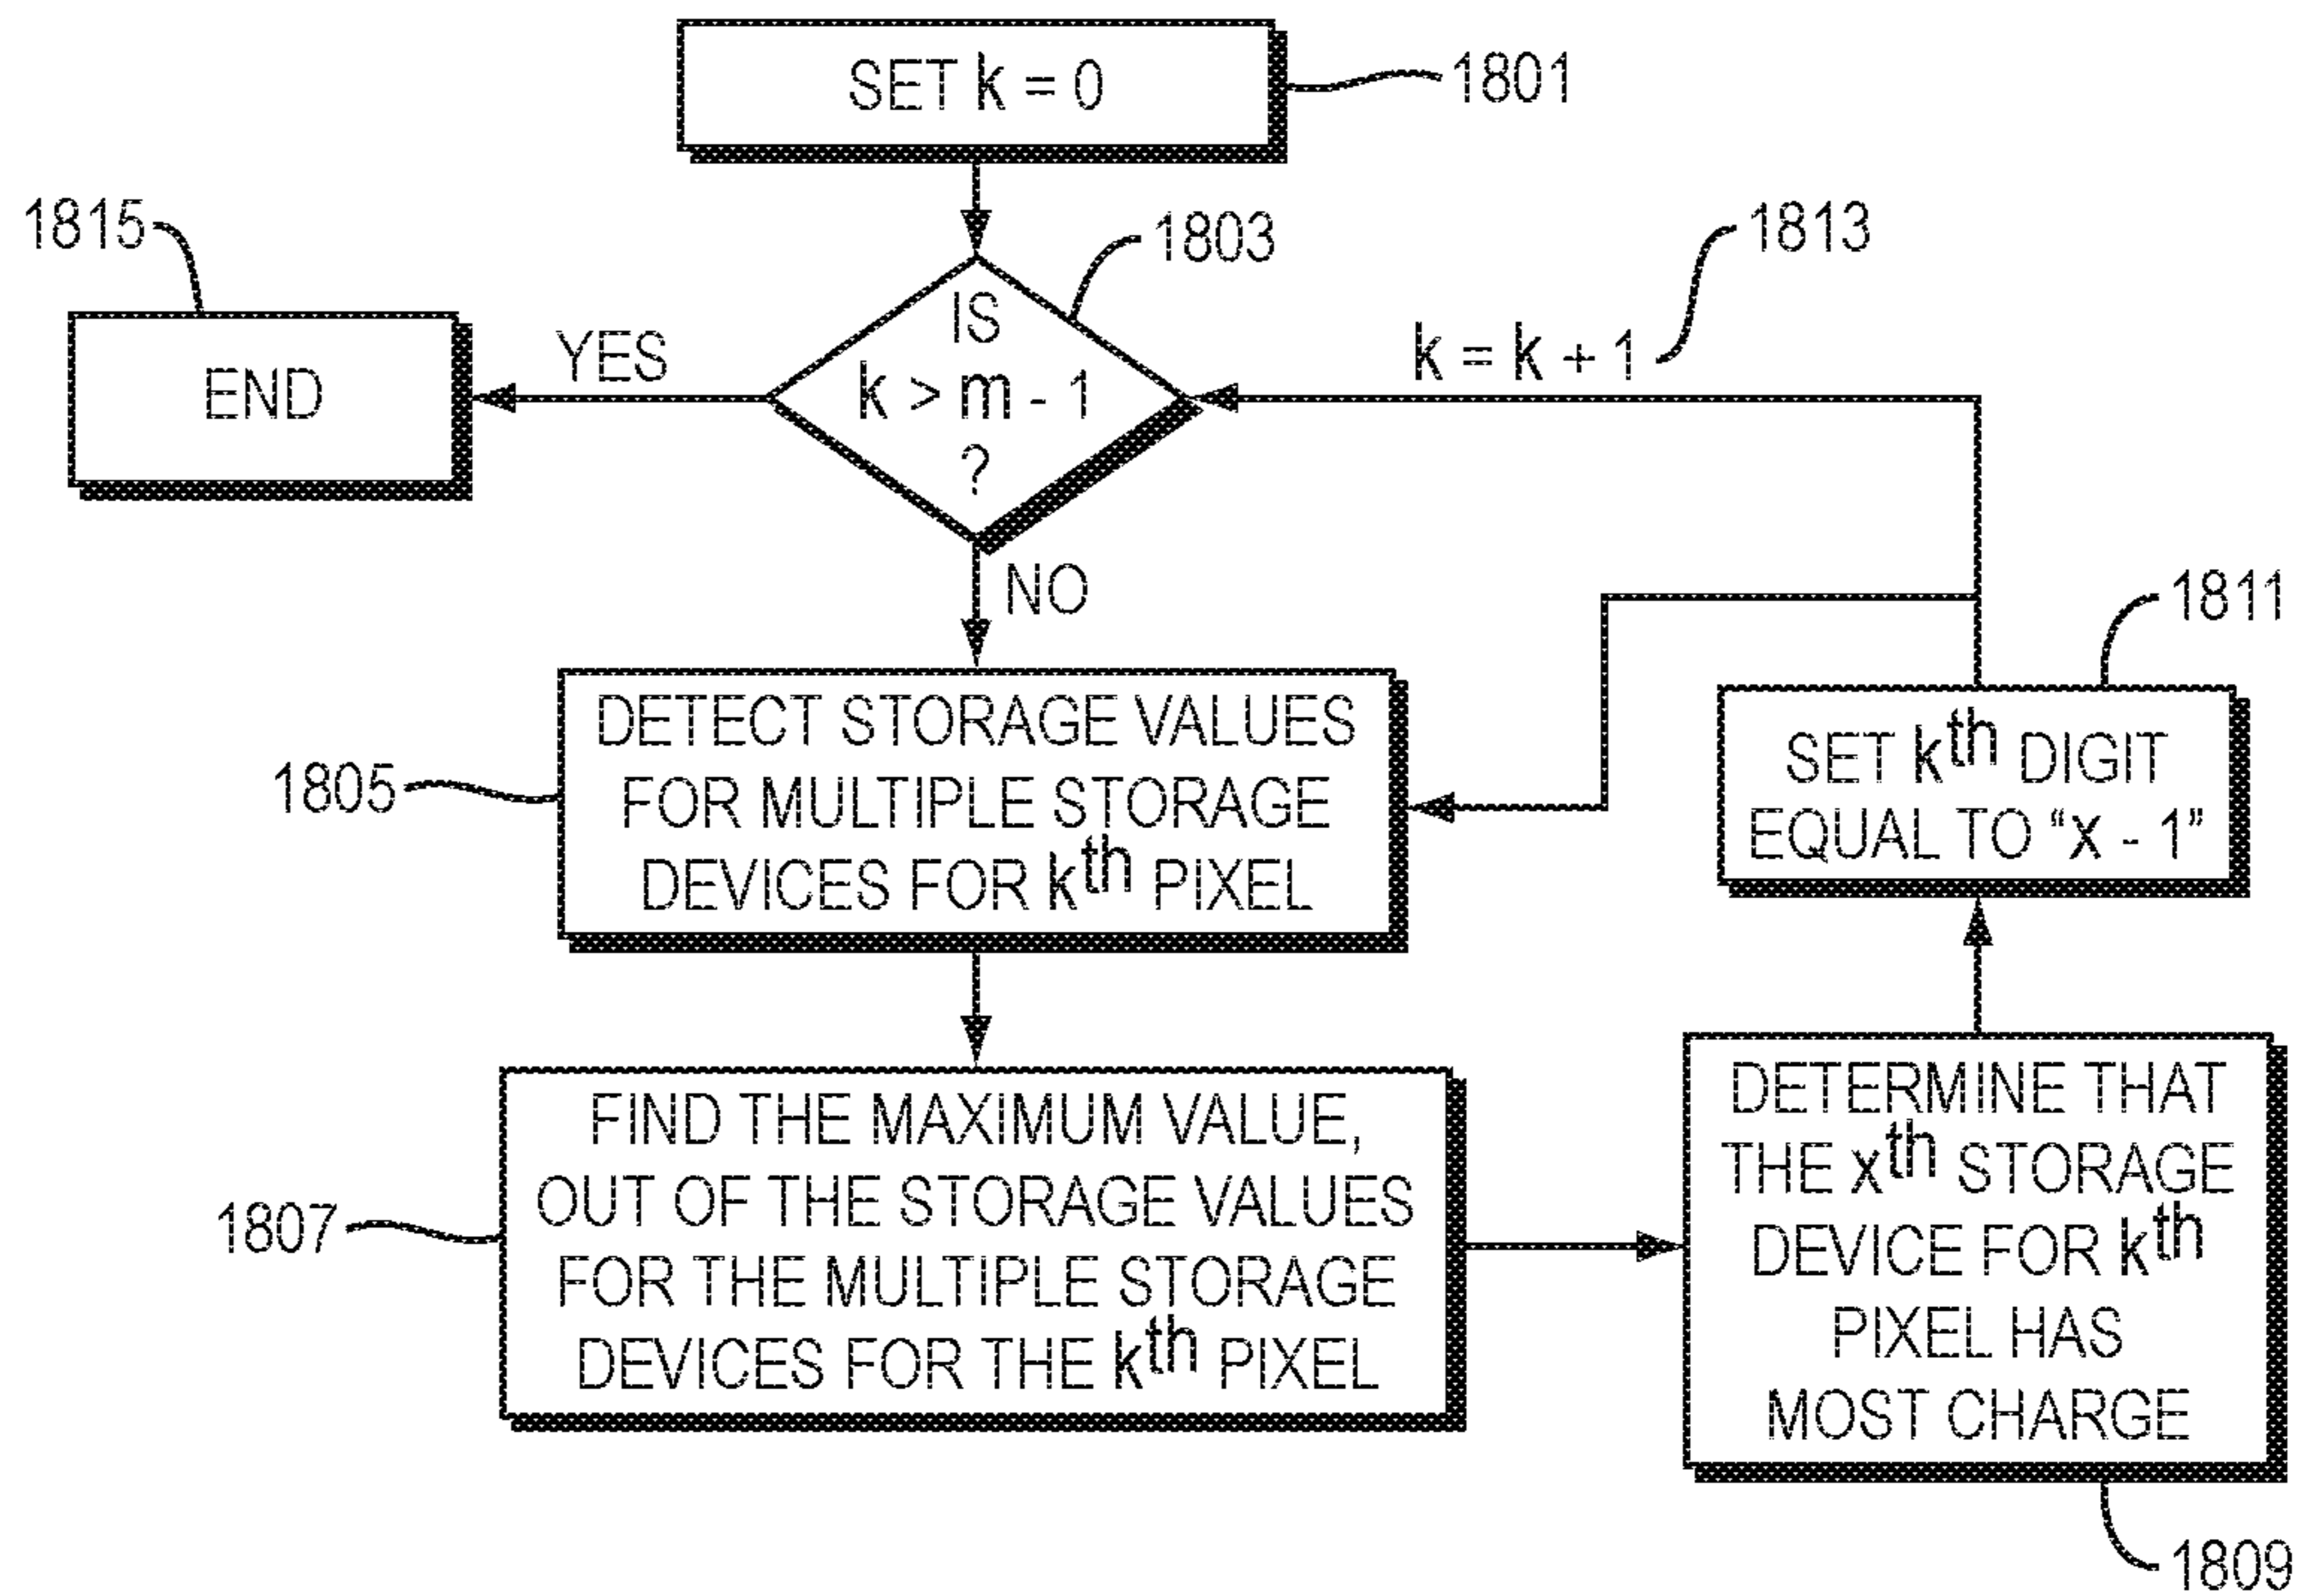 SET k = 0
1801
1815
1803
1813
IS
k > m - 1
?
YES
END
k = k + 1
NO
1811
DETECT STORAGE VALUES
FOR MULTIPLE STORAGE
DEVICES FOR kth PIXEL
1805
SET kth DIGIT
EQUAL TO “x - 1”
FIND THE MAXIMUM VALUE,
OUT OF THE STORAGE VALUES
FOR THE MULTIPLE STORAGE
DEVICES FOR THE kth PIXEL
1807
DETERMINE THAT
THE xth STORAGE
DEVICE FOR kth
PIXEL HAS
MOST CHARGE
1809